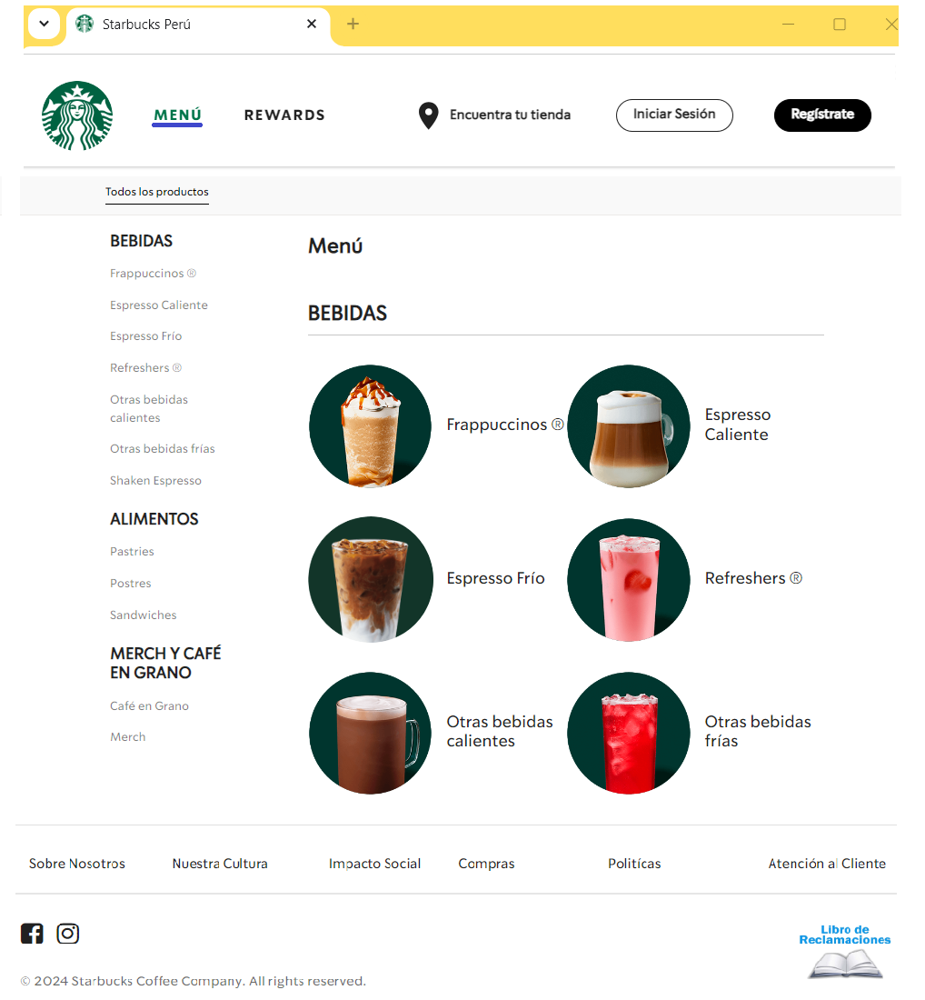 Starbucks Perú
MENÚ
REWARDS
Encuentra tu tienda
Iniciar Sesión
Regístrate
Todos los productos
BEBIDAS
Frappuccinos ®
Espresso Caliente
Espresso Frío
Refreshers ®
Otras bebidas
calientes
Otras bebidas frías
Shaken Espresso
ALIMENTOS
Pastries
Postres
Sandwiches
MERCH Y CAFÉ
EN GRANO
Café en Grano
Merch
Menú
BEBIDAS
Frappuccinos ®
Espresso
Caliente
Espresso Frío
Refreshers ®
Otras bebidas
calientes
Otras bebidas
frías
Sobre Nosotros
Nuestra Cultura
Impacto Social
Compras
Politícas
Atención al Cliente
Libro de
Reclamaciones
© 2024 Starbucks Coffee Company. All rights reserved.